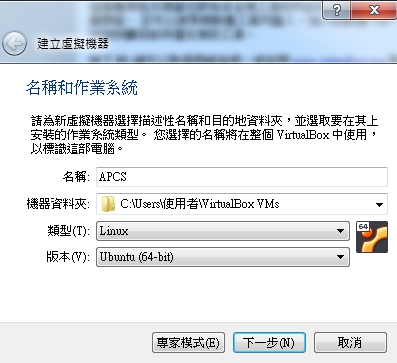 建立虛擬機器
名稱和作業系統
請為新虛擬機器選擇描述性名稱和目的地資料夾，並選取要在其上
安裝的作業系統類型。 您選擇的名稱將在整個 VirtualBox 中使用，
以標識這部電腦。
名稱: APCS
機器資料夾: C:\Users\使用者\VirtualBox VMs
類型(T): Linux
64
版本(V): Ubuntu (64-bit)
專家模式(E) 下一步(N) 取消